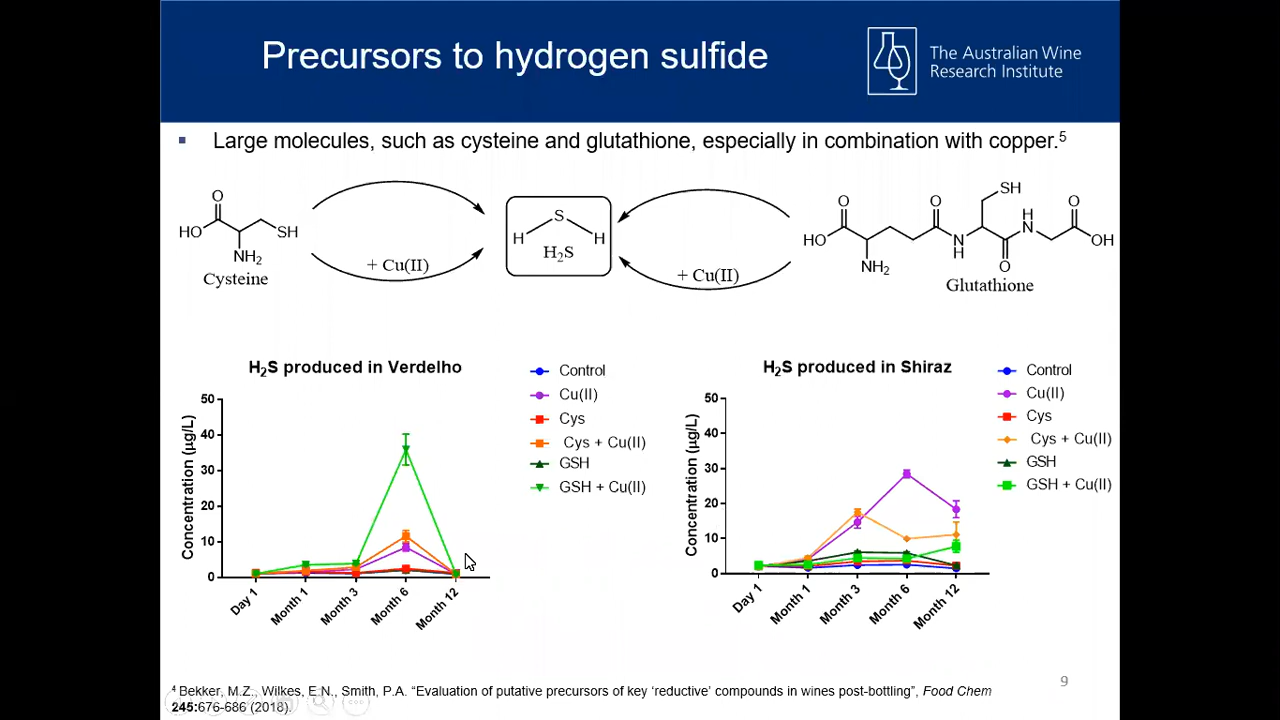 Precursors to hydrogen sulfide
The Australian Wine
Research Institute
▪ Large molecules, such as cysteine and glutathione, especially in combination with copper.⁵
O
HO
SH
NH₂
Cysteine
+ Cu(II)
S
H H
H₂S
+ Cu(II)
SH
O O H O
HO N OH
N
H
NH₂ O
Glutathione
H₂S produced in Verdelho
Concentration (µg/L)
50
40
30
20
10
0
Day 1
Month 1
Month 3
Month 6
Month 12
Control
Cu(II)
Cys
Cys + Cu(II)
GSH
GSH + Cu(II)
H₂S produced in Shiraz
Concentration (µg/L)
50
40
30
20
10
0
Day 1
Month 1
Month 3
Month 6
Month 12
Control
Cu(II)
Cys
Cys + Cu(II)
GSH
GSH + Cu(II)
⁴ Bekker, M.Z., Wilkes, E.N., Smith, P.A. “Evaluation of putative precursors of key ‘reductive’ compounds in wines post-bottling”, Food Chem
245:676-686 (2018).
9